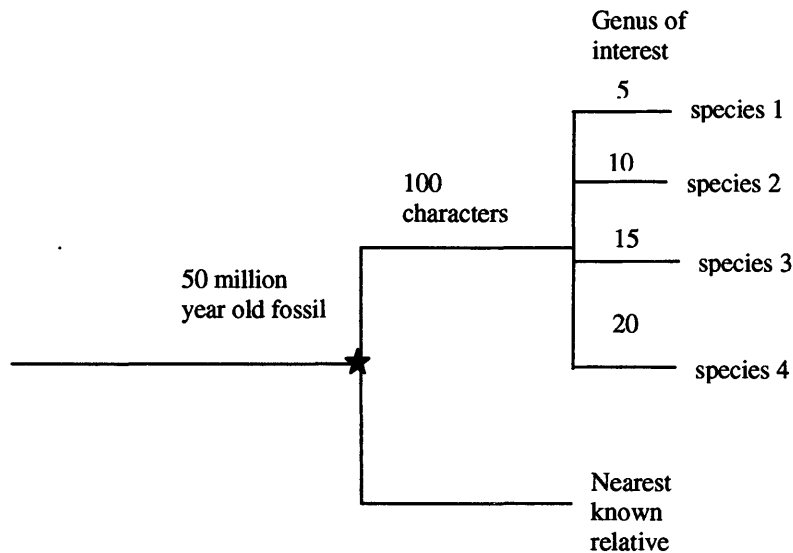 Genus of
interest
5
species 1
10
species 2
100
characters
15
species 3
50 million
year old fossil
20
species 4
Nearest
known
relative